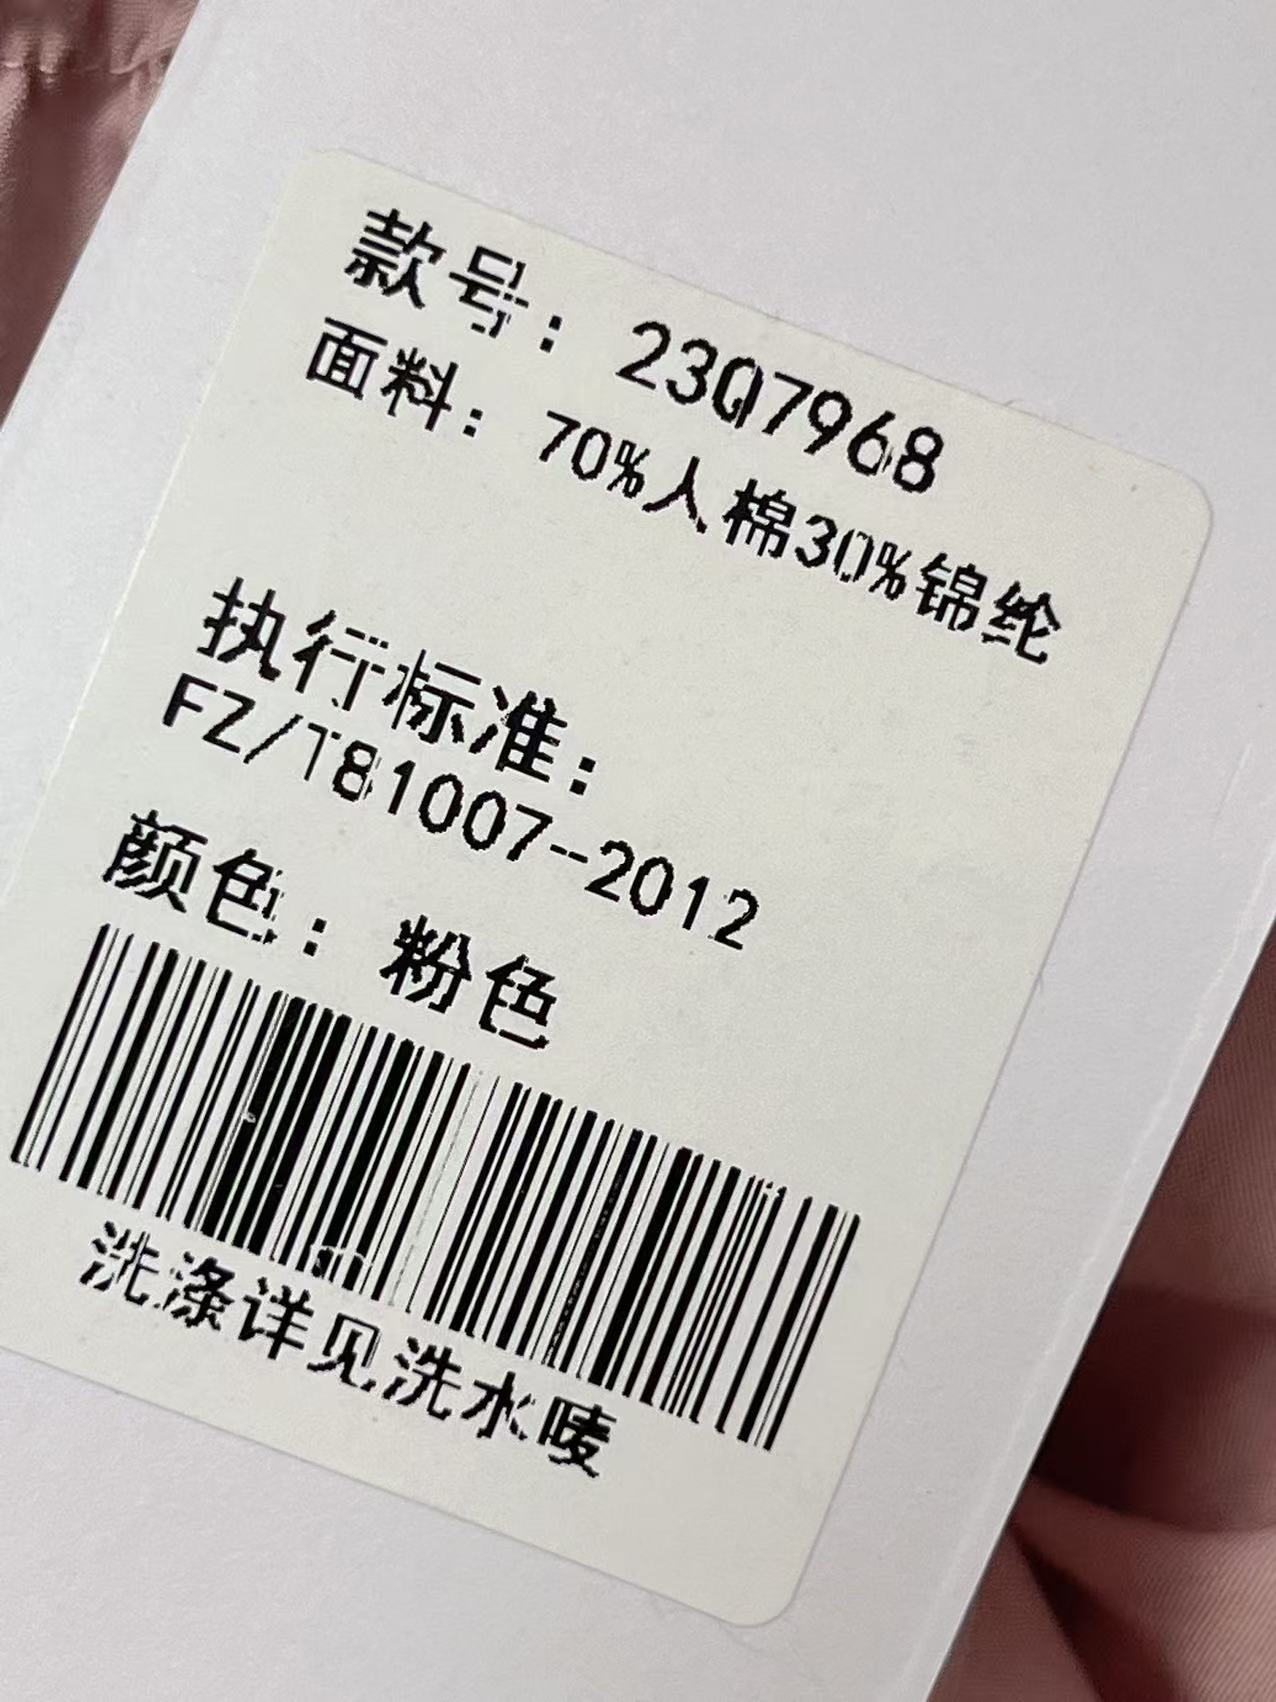 款号：23Q7968
面料：70%人棉30%锦纶
执行标准：
FZ/T81007--2012
颜色：粉色
洗涤详见洗水唛